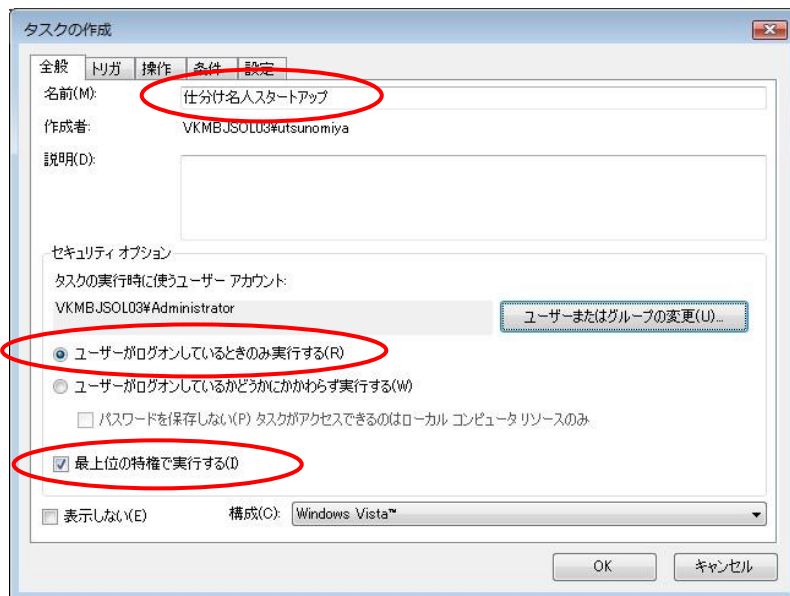 タスクの作成
全般 トリガ 操作 条件 設定
名前(M): 仕分け名人スタートアップ
作成者: VKMBJSOL03¥utsunomiya
説明(D):
セキュリティ オプション
タスクの実行時に使うユーザー アカウント:
VKMBJSOL03¥Administrator ユーザーまたはグループの変更(U)...
ユーザーがログオンしているときのみ実行する(R)
ユーザーがログオンしているかどうかにかかわらず実行する(W)
パスワードを保存しない(P) タスクがアクセスできるのはローカル コンピュータ リソースのみ
最上位の特権で実行する(I)
表示しない(E) 構成(C): Windows Vista™
OK キャンセル